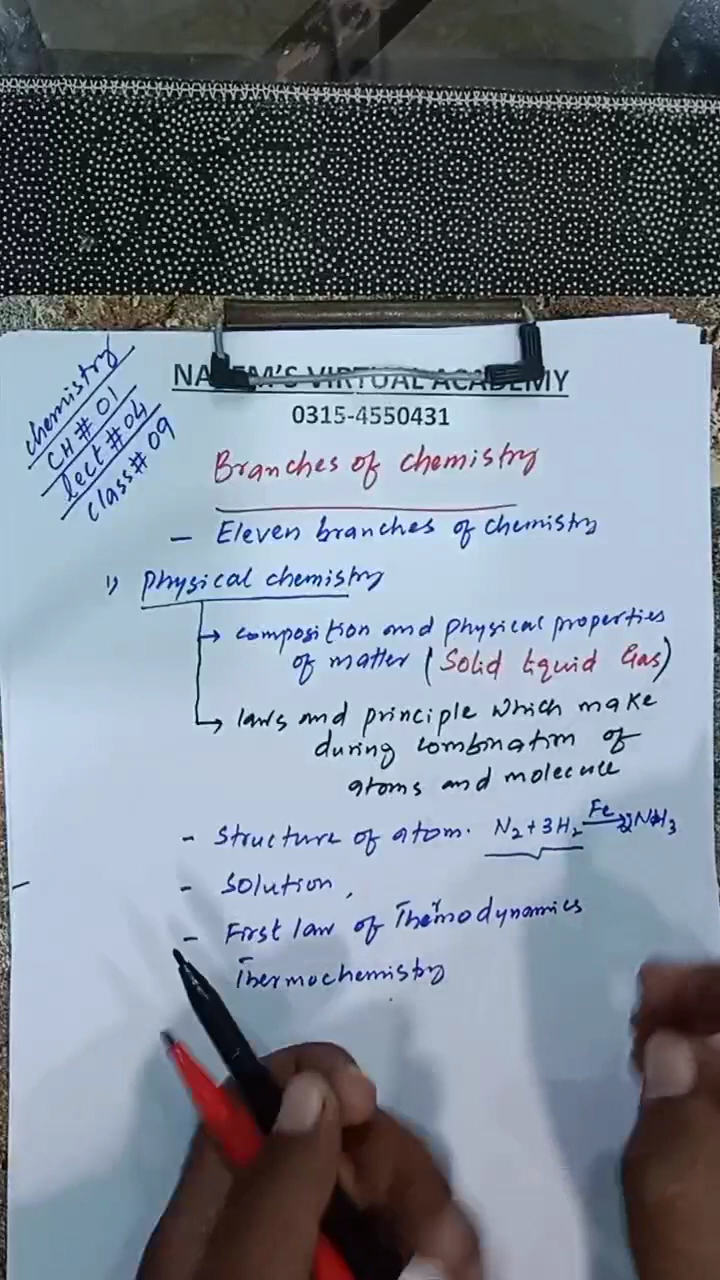 chemistry
CH # 01
lect # 04
class # 09
VIRTUAL ACADEMY
0315-4550431
Branches of chemistry
– Eleven branches of chemistry
1) Physical chemistry
→ composition and physical properties
of matter (Solid liquid Gas)
→ laws and principle which make
during combination of
atoms and molecule
- Structure of atom. N2 + 3H2 Fe→ 2NH3
- Solution,
- First law of Themodynamics
Thermochemistry